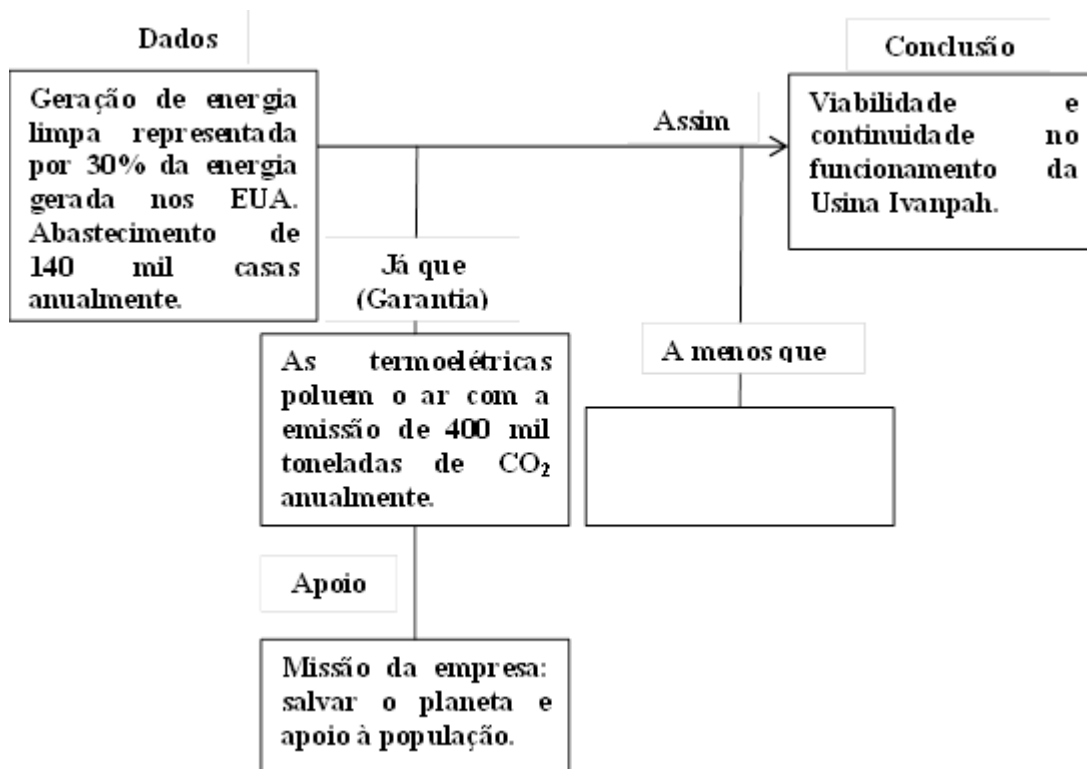 Dados
Conclusão
Geração de energia
limpa representada
por 30% da energia
gerada nos EUA.
Abastecimento de
140 mil casas
anualmente.
Assim
Viabilidade e
continuidade no
funcionamento da
Usina Ivanpah.
Já que
(Garantia)
A menos que
As termoelétricas
poluem o ar com a
emissão de 400 mil
toneladas de CO₂
anualmente.
Apoio
Missão da empresa:
salvar o planeta e
apoio à população.